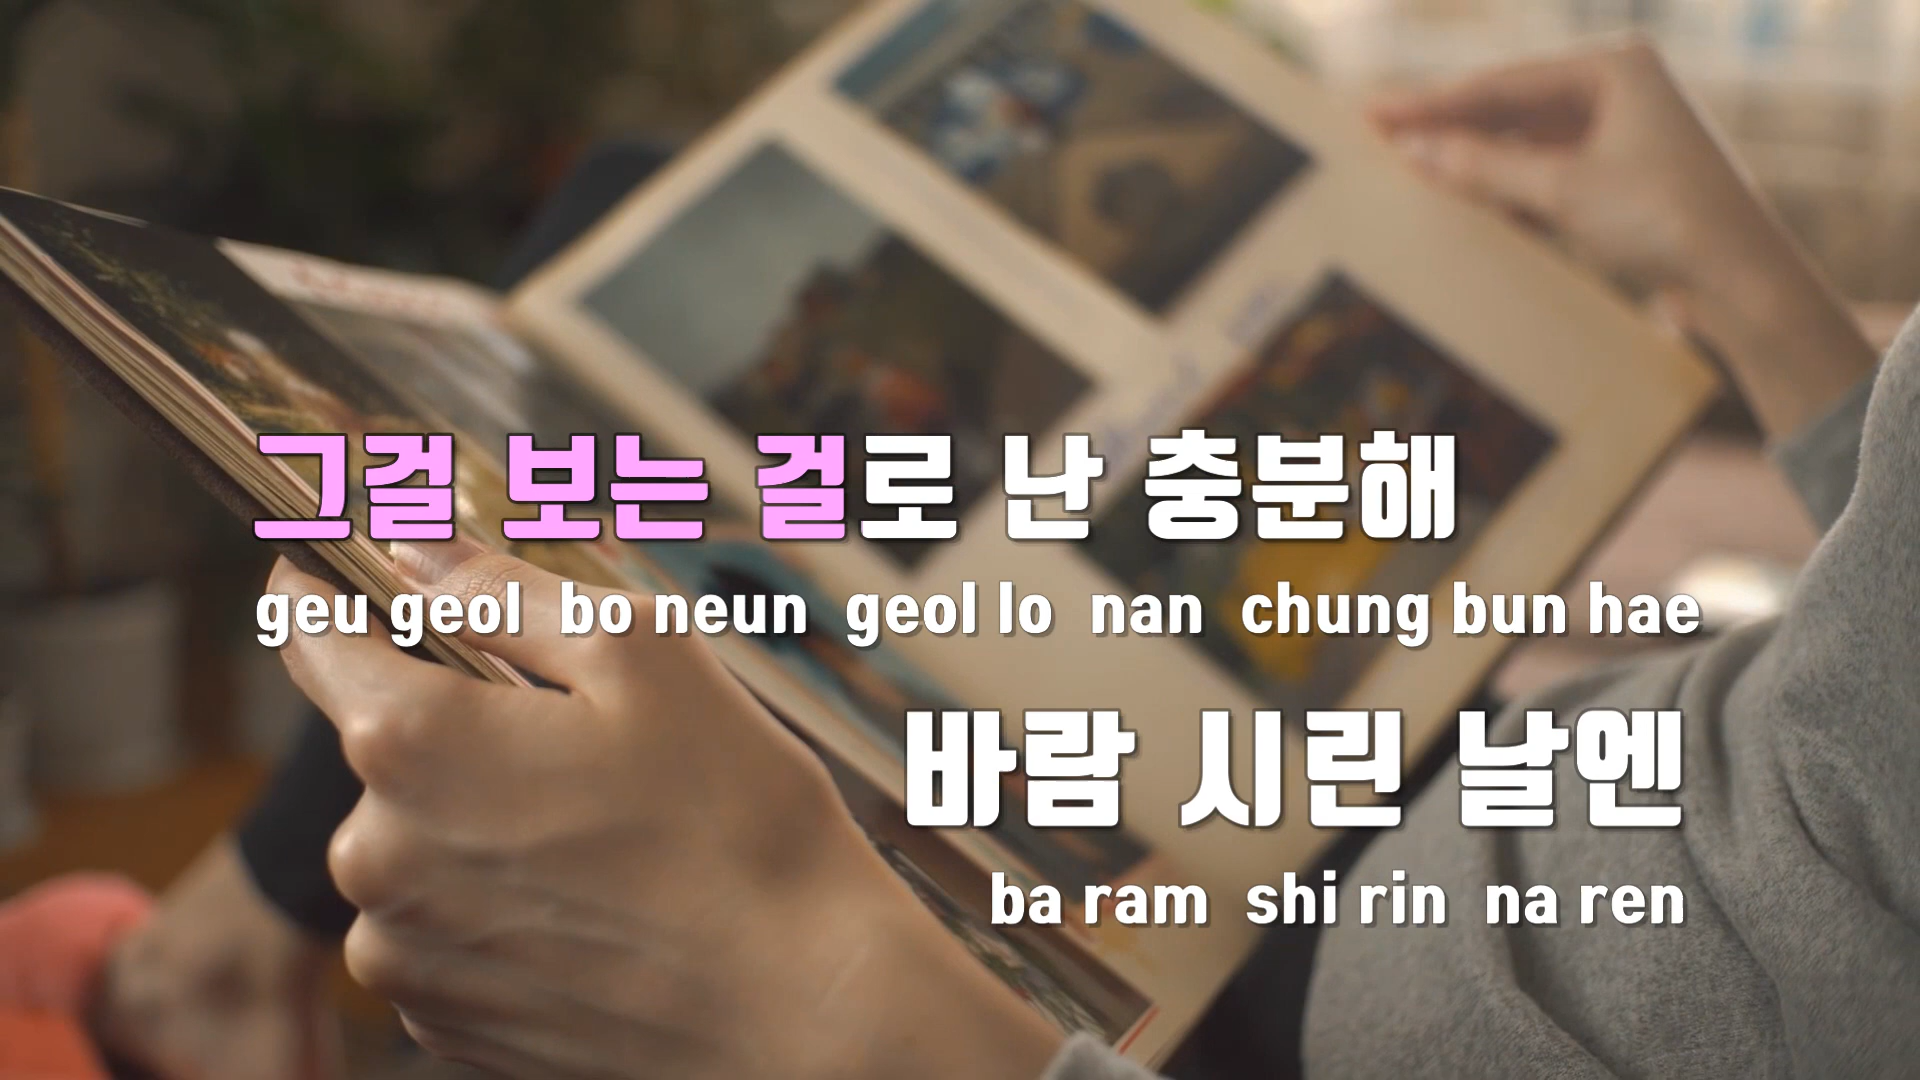 그걸 보는 걸로 난 충분해
geu geol bo neun geol lo nan chung bun hae
바람 시린 날엔
ba ram shi rin na ren